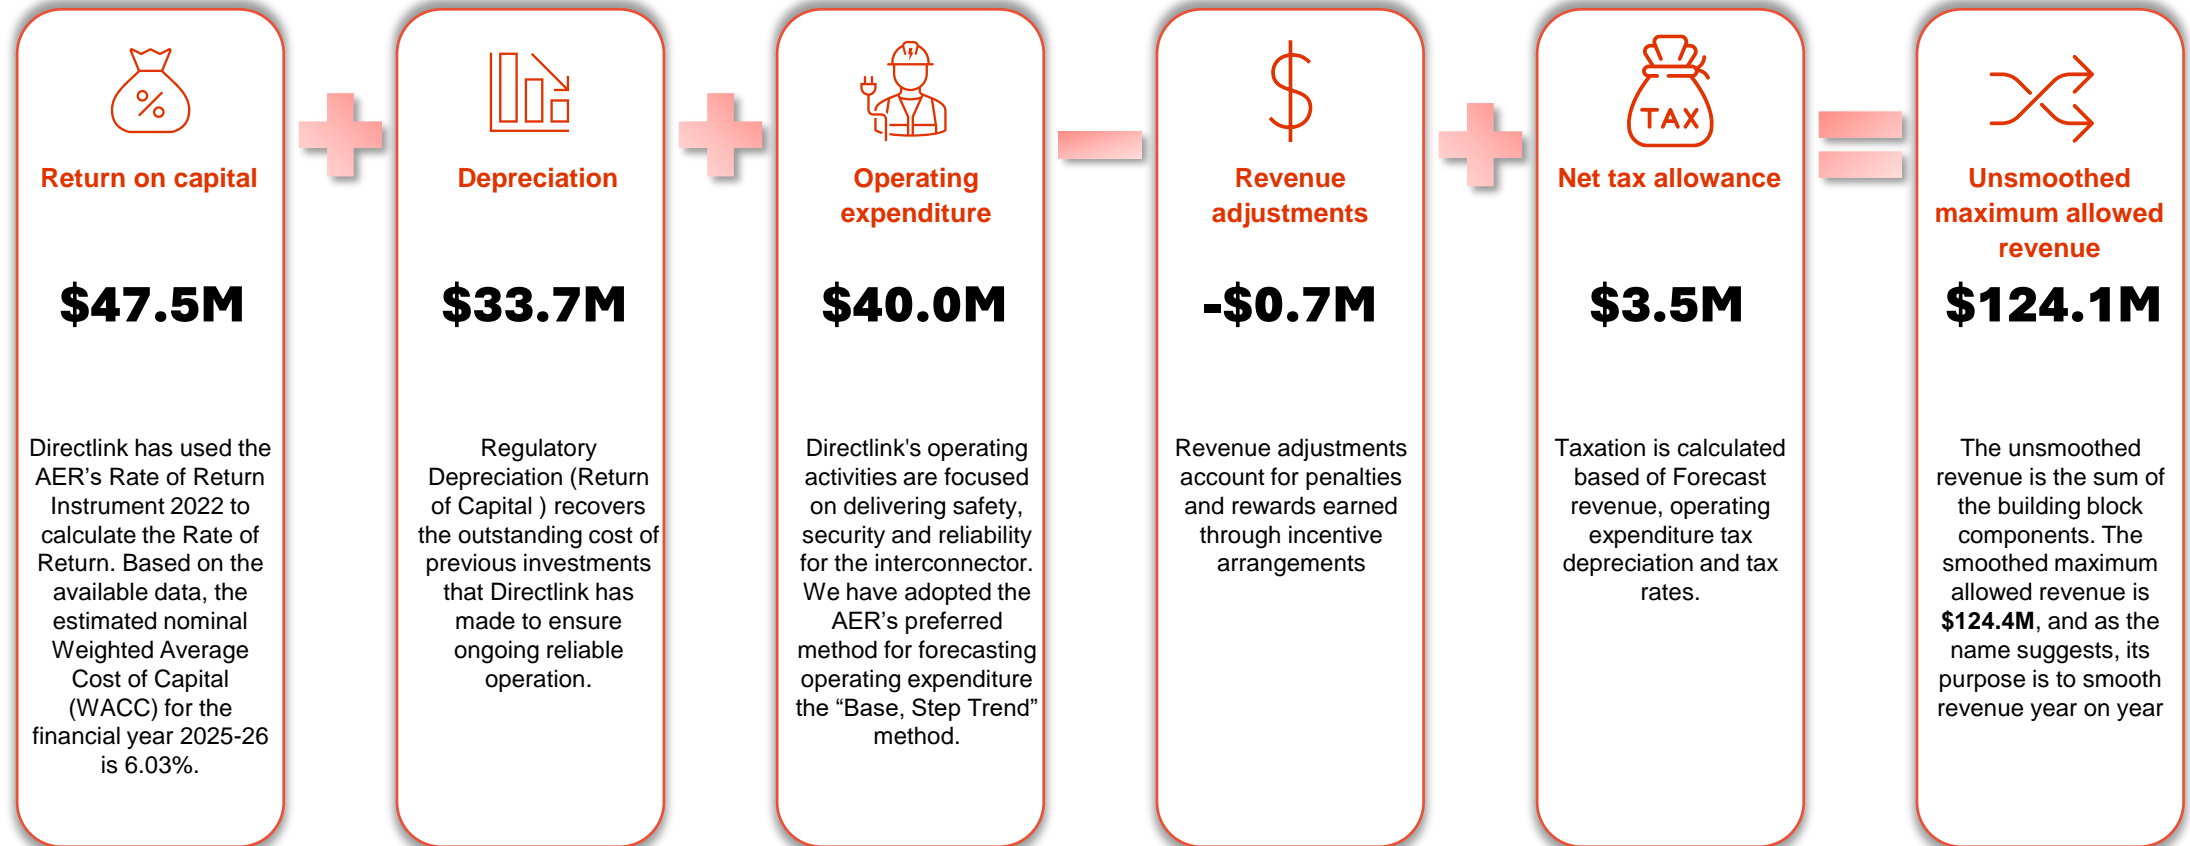 Return on capital
$47.5M
Directlink has used the
AER’s Rate of Return
Instrument 2022 to
calculate the Rate of
Return. Based on the
available data, the
estimated nominal
Weighted Average
Cost of Capital
(WACC) for the
financial year 2025-26
is 6.03%.
Depreciation
$33.7M
Regulatory
Depreciation (Return
of Capital ) recovers
the outstanding cost of
previous investments
that Directlink has
made to ensure
ongoing reliable
operation.
Operating
expenditure
$40.0M
Directlink's operating
activities are focused
on delivering safety,
security and reliability
for the interconnector.
We have adopted the
AER’s preferred
method for forecasting
operating expenditure
the “Base, Step Trend”
method.
Revenue
adjustments
-$0.7M
Revenue adjustments
account for penalties
and rewards earned
through incentive
arrangements
TAX
Net tax allowance
$3.5M
Taxation is calculated
based of Forecast
revenue, operating
expenditure tax
depreciation and tax
rates.
Unsmoothed
maximum allowed
revenue
$124.1M
The unsmoothed
revenue is the sum of
the building block
components. The
smoothed maximum
allowed revenue is
$124.4M, and as the
name suggests, its
purpose is to smooth
revenue year on year